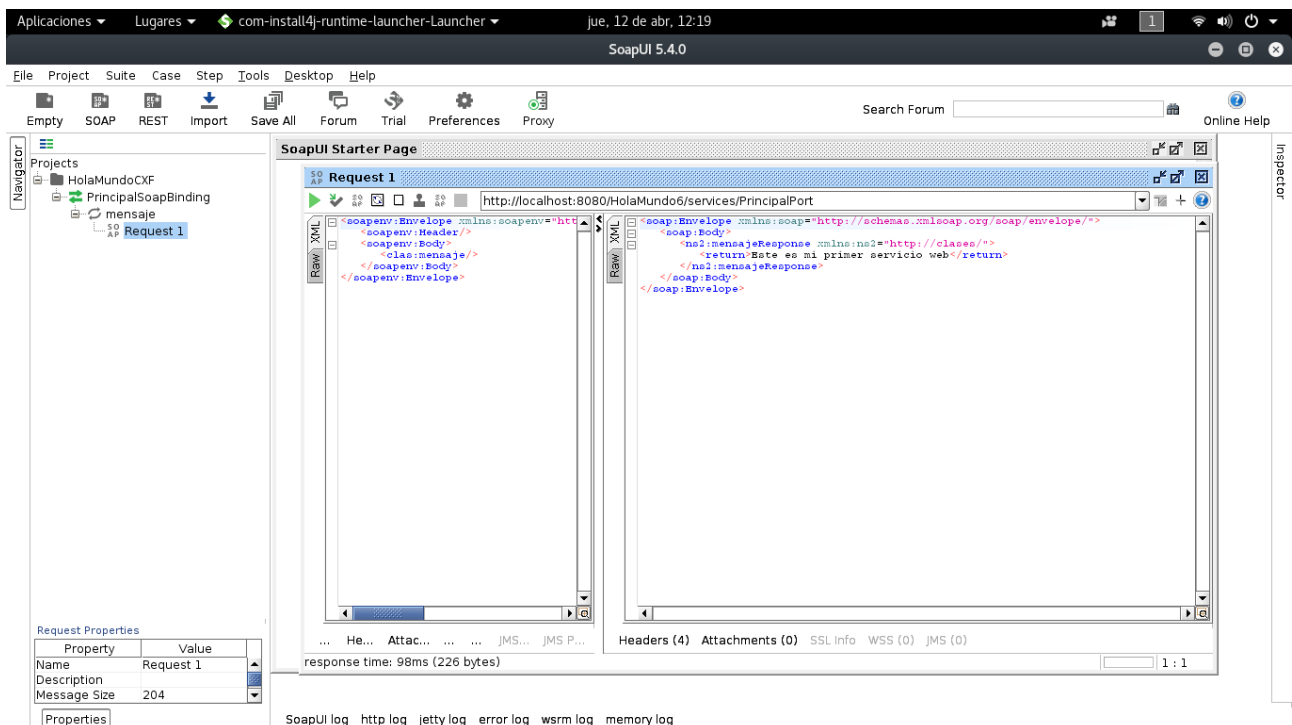 Aplicaciones Lugares com-install4j-runtime-launcher-Launcher jue, 12 de abr, 12:19 1
SoapUI 5.4.0
File Project Suite Case Step Tools Desktop Help
Empty SOAP REST Import Save All Forum Trial Preferences Proxy Search Forum Online Help
Navigator
Projects
HolaMundoCXF
PrincipalSoapBinding
mensaje
SO AP Request 1
SoapUI Starter Page
Inspector
SO AP Request 1
http://localhost:8080/HolaMundo6/services/PrincipalPort
XML
Raw
<soapenv:Envelope xmlns:soapenv="htt
<soapenv:Header/>
<soapenv:Body>
<clas:mensaje/>
</soapenv:Body>
</soapenv:Envelope>
XML
Raw
<soap:Envelope xmlns:soap="http://schemas.xmlsoap.org/soap/envelope/">
<soap:Body>
<ns2:mensajeResponse xmlns:ns2="http://clases/">
<return>Este es mi primer servicio web</return>
</ns2:mensajeResponse>
</soap:Body>
</soap:Envelope>
... He... Attac... ... ... JMS... JMS P...
Headers (4) Attachments (0) SSL Info WSS (0) JMS (0)
response time: 98ms (226 bytes) 1 : 1
Request Properties
Property Value
Name Request 1
Description
Message Size 204
Properties
SoapUI log http log jetty log error log wsrm log memory log